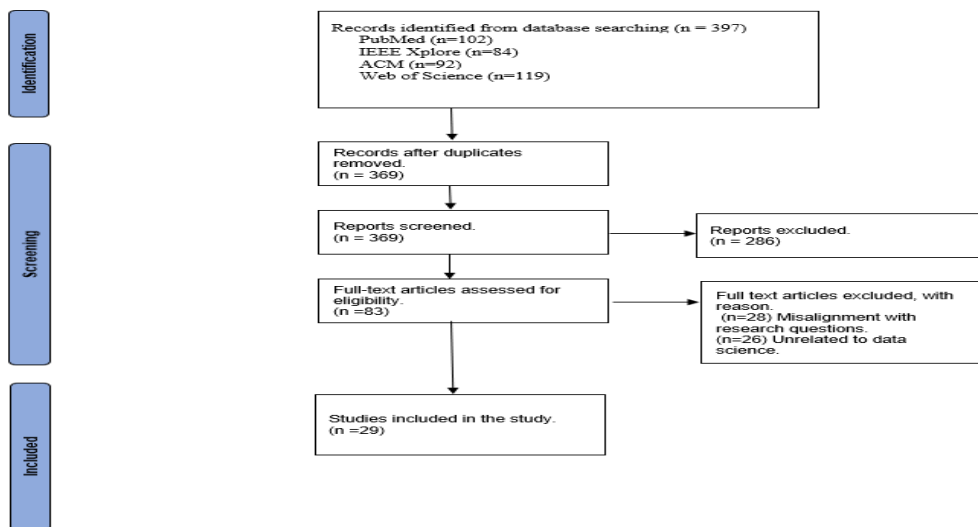 Identification
Records identified from database searching (n = 397)
PubMed (n=102)
IEEE Xplore (n=84)
ACM (n=92)
Web of Science (n=119)
Screening
Records after duplicates
removed.
(n = 369)
Reports screened.
(n = 369)
Reports excluded.
(n = 286)
Full-text articles assessed for
eligibility.
(n =83)
Full text articles excluded, with
reason.
(n=28) Misalignment with
research questions.
(n=26) Unrelated to data
science.
Included
Studies included in the study.
(n =29)